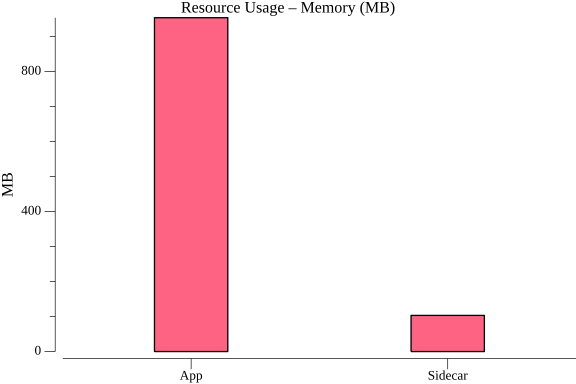 Resource Usage – Memory (MB)
MB
800
400
0
App
Sidecar